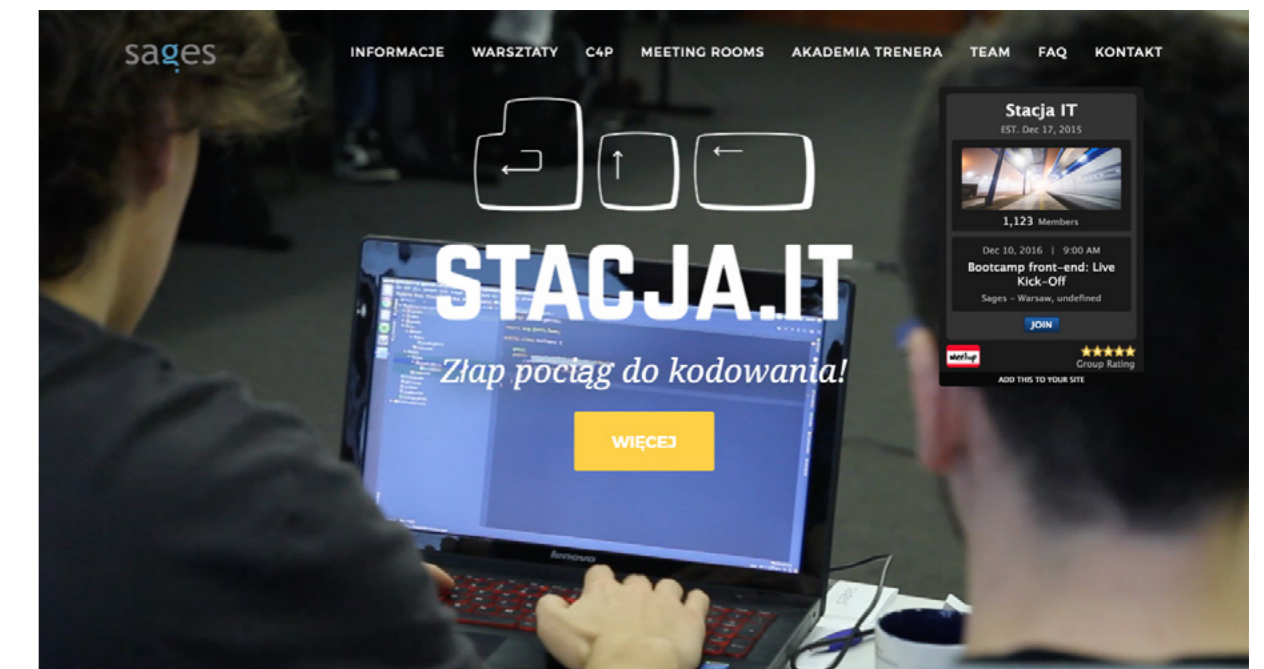 sages
INFORMACJE WARSZTATY C4P MEETING ROOMS AKADEMIA TRENERA TEAM FAQ KONTAKT
STACJA.IT
Złap pociąg do kodowania!
WIĘCEJ
Stacja IT
EST. Dec 17, 2015
1,123 Members
Dec 10, 2016 | 9:00 AM
Bootcamp front-end: Live
Kick-Off
Sages - Warsaw, undefined
JOIN
Meetup
Group Rating
ADD THIS TO YOUR SITE
lenovo
sages